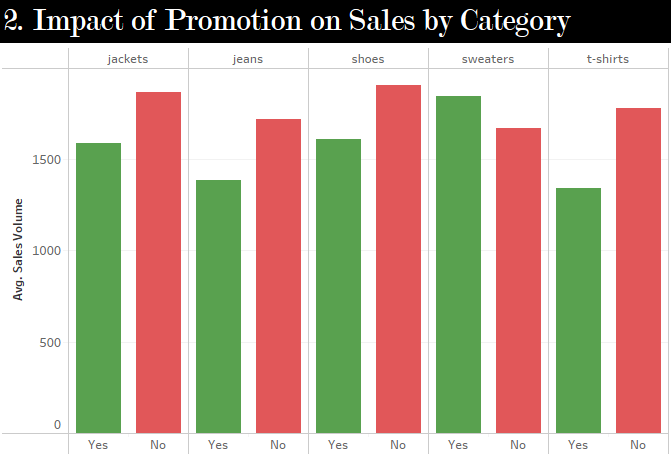 2. Impact of Promotion on Sales by Category
jackets jeans shoes sweaters t-shirts
1500
1000
500
0
Avg. Sales Volume
Yes No Yes No Yes No Yes No Yes No